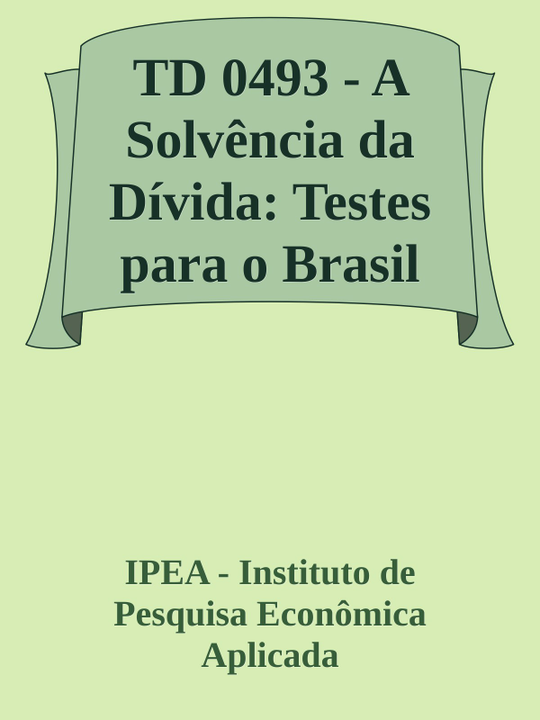 TD 0493 - A
Solvência da
Dívida: Testes
para o Brasil
IPEA - Instituto de
Pesquisa Econômica
Aplicada